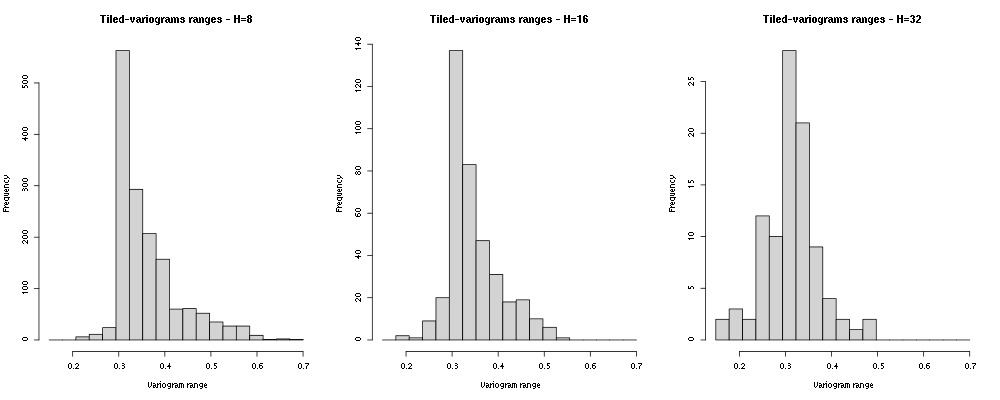 Tiled-variograms ranges - H=8
Frequency
0
100
200
300
400
500
0.2 0.3 0.4 0.5 0.6 0.7
Variogram range
Tiled-variograms ranges - H=16
Frequency
0
20
40
60
80
100
120
140
0.2 0.3 0.4 0.5 0.6 0.7
Variogram range
Tiled-variograms ranges - H=32
Frequency
0
5
10
15
20
25
0.2 0.3 0.4 0.5 0.6 0.7
Variogram range